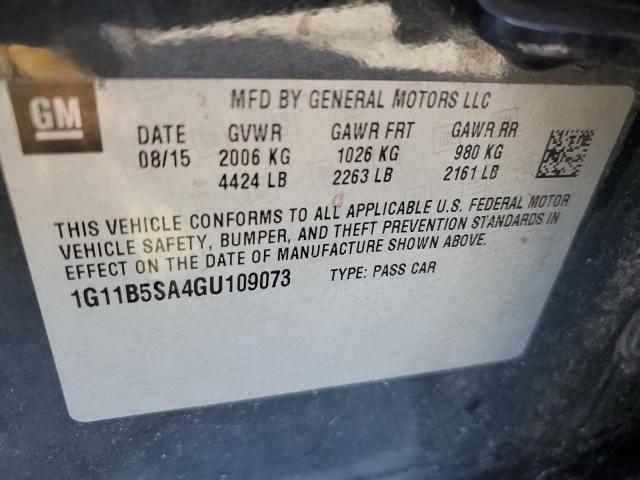 GM
MFD BY GENERAL MOTORS LLC
DATE GVWR GAWR FRT GAWR RR
08/15 2006 KG 1026 KG 980 KG
4424 LB 2263 LB 2161 LB
THIS VEHICLE CONFORMS TO ALL APPLICABLE U.S. FEDERAL MOTOR
VEHICLE SAFETY, BUMPER, AND THEFT PREVENTION STANDARDS IN
EFFECT ON THE DATE OF MANUFACTURE SHOWN ABOVE.
1G11B5SA4GU109073 TYPE: PASS CAR